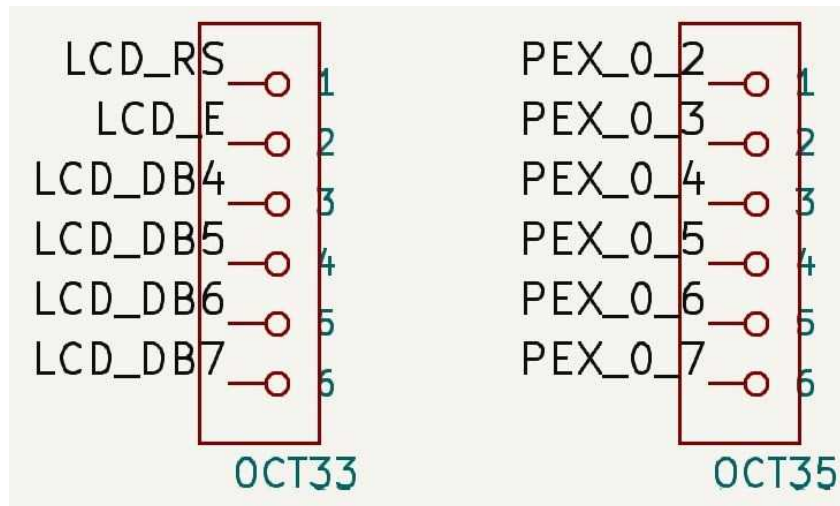 LCD_RS 1
LCD_E 2
LCD_DB4 3
LCD_DB5 4
LCD_DB6 5
LCD_DB7 6
OCT33
PEX_0_2 1
PEX_0_3 2
PEX_0_4 3
PEX_0_5 4
PEX_0_6 5
PEX_0_7 6
OCT35